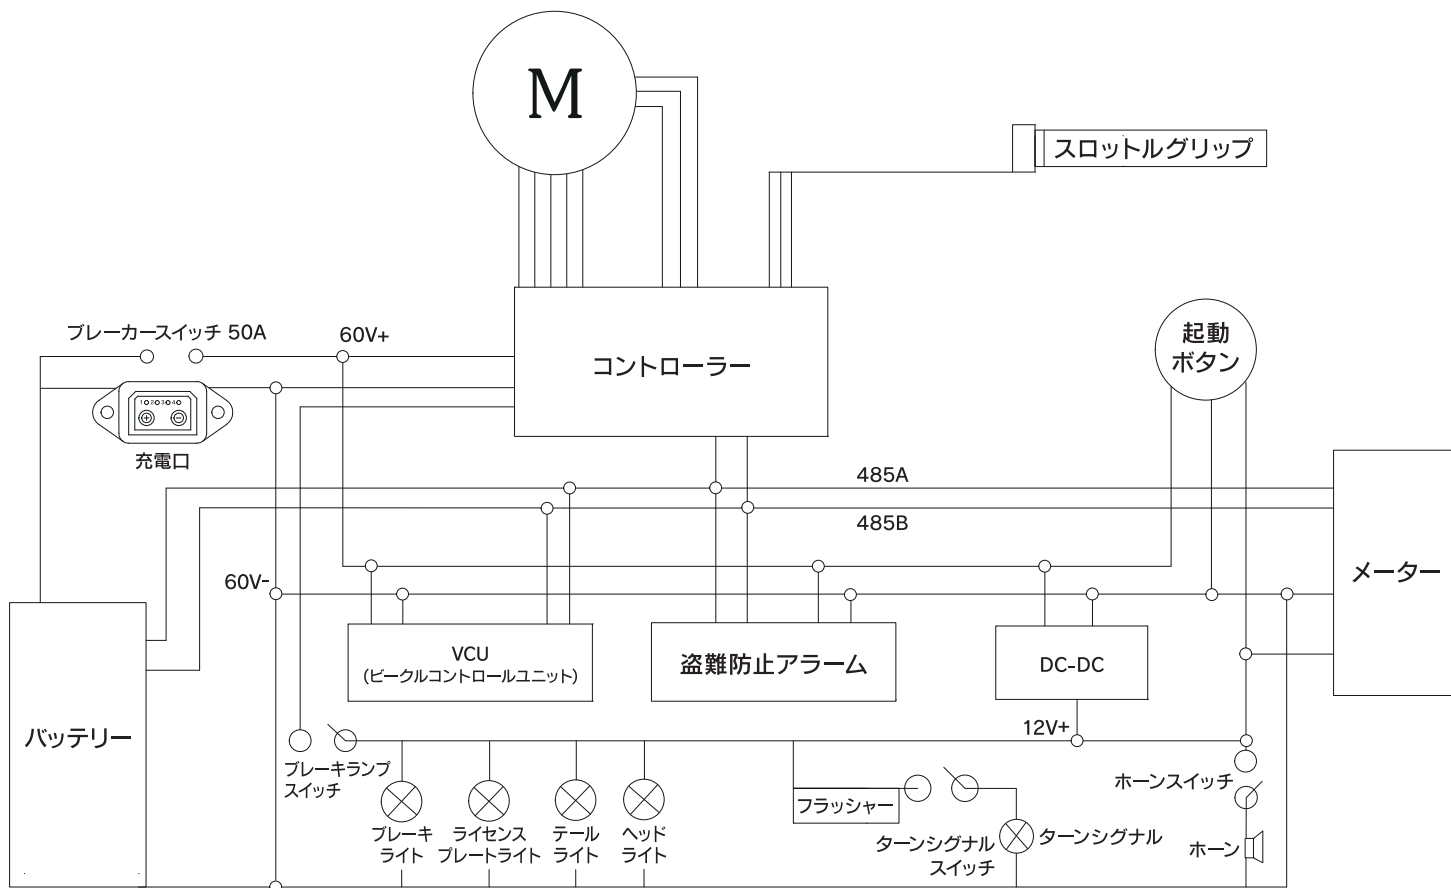 M
スロットルグリップ
ブレーカースイッチ 50A
60V+
コントローラー
起動
ボタン
1 2 3 4
充電口
485A
485B
60V-
メーター
VCU
(ビークルコントロールユニット)
盗難防止アラーム
DC-DC
バッテリー
12V+
ブレーキランプ
スイッチ
ホーンスイッチ
フラッシャー
ブレーキ
ライト
ライセンス
プレートライト
テール
ライト
ヘッド
ライト
ターンシグナル
スイッチ
ターンシグナル
ホーン